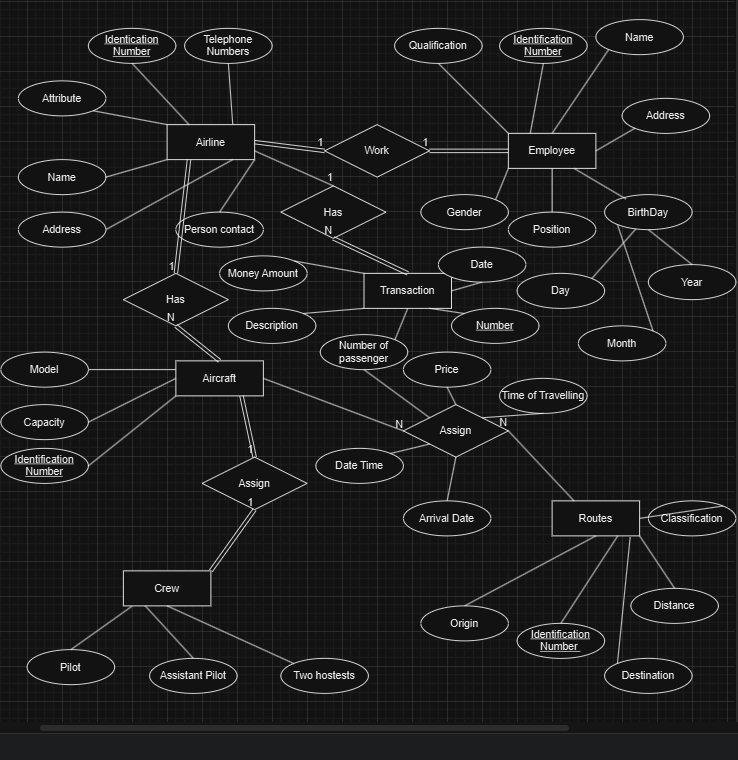 Identication
Number
Telephone
Numbers
Qualification
Identification
Number
Name
Attribute
Address
Airline
1
Work
1
Employee
Name
1
Has
N
Gender
BirthDay
Address
Person contact
Position
Money Amount
Date
1
Has
N
Transaction
Day
Year
Description
Number
Number of
passenger
Month
Model
Aircraft
Price
Time of Travelling
Capacity
N
Assign
N
Identification
Number
1
Assign
1
Date Time
Arrival Date
Routes
Classification
Crew
Origin
Identification
Number
Distance
Pilot
Assistant Pilot
Two hostests
Destination